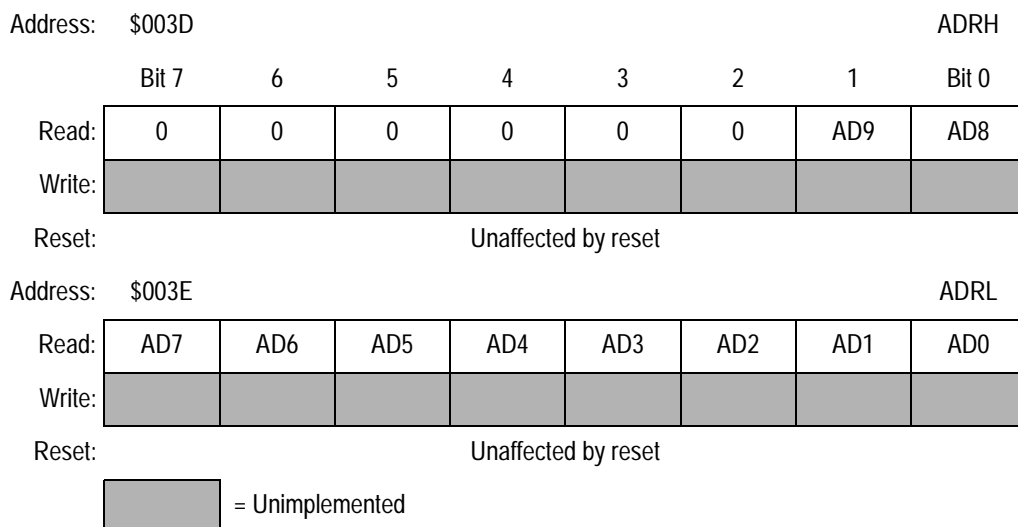 Address: $003D ADRH
Bit 7 6 5 4 3 2 1 Bit 0
Read: 0 0 0 0 0 0 AD9 AD8
Write:
Reset: Unaffected by reset
Address: $003E ADRL
Read: AD7 AD6 AD5 AD4 AD3 AD2 AD1 AD0
Write:
Reset: Unaffected by reset
= Unimplemented